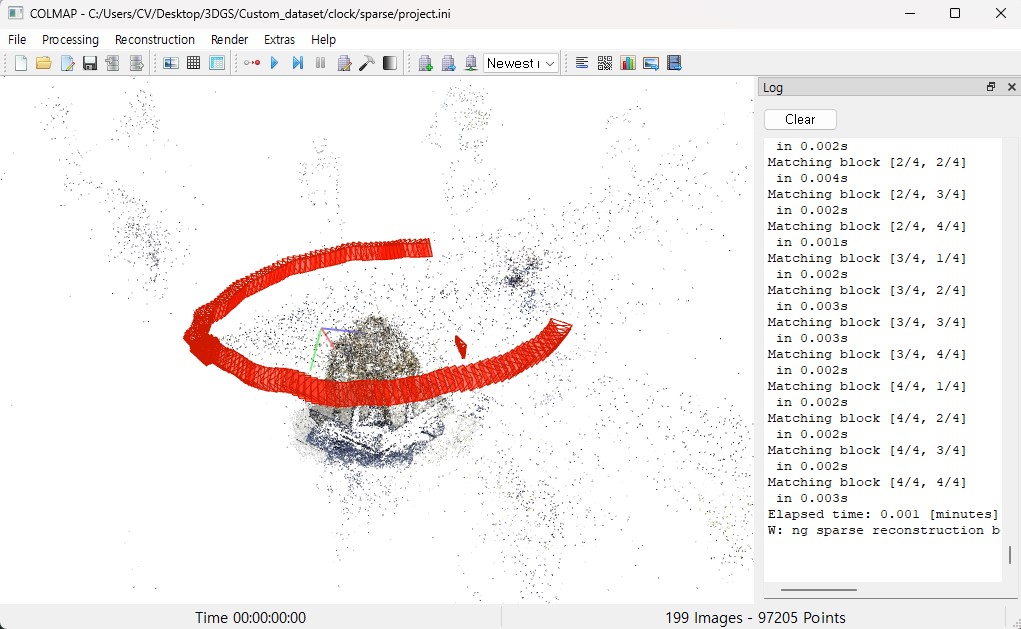 COLMAP - C:/Users/CV/Desktop/3DGS/Custom_dataset/clock/sparse/project.ini
File Processing Reconstruction Render Extras Help
Newest
Log
Clear
in 0.002s
Matching block [2/4, 2/4]
in 0.004s
Matching block [2/4, 3/4]
in 0.002s
Matching block [2/4, 4/4]
in 0.001s
Matching block [3/4, 1/4]
in 0.002s
Matching block [3/4, 2/4]
in 0.003s
Matching block [3/4, 3/4]
in 0.003s
Matching block [3/4, 4/4]
in 0.002s
Matching block [4/4, 1/4]
in 0.002s
Matching block [4/4, 2/4]
in 0.002s
Matching block [4/4, 3/4]
in 0.002s
Matching block [4/4, 4/4]
in 0.003s
Elapsed time: 0.001 [minutes]
W: ng sparse reconstruction b
Time 00:00:00:00
199 Images - 97205 Points